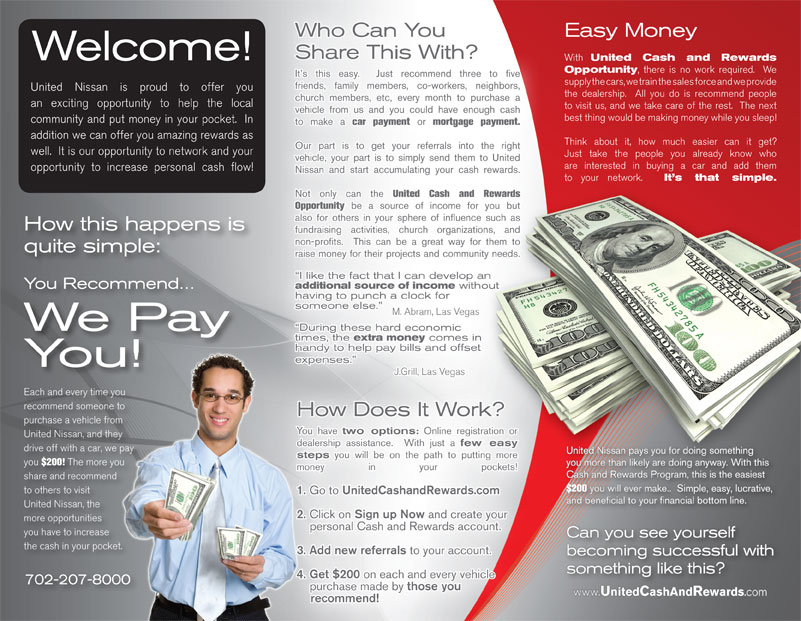 Welcome!
United Nissan is proud to offer you
an exciting opportunity to help the local
community and put money in your pocket. In
addition we can offer you amazing rewards as
well. It is our opportunity to network and your
opportunity to increase personal cash flow!
How this happens is
quite simple:
You Recommend...
We Pay
You!
Each and every time you
recommend someone to
purchase a vehicle from
United Nissan, and they
drive off with a car, we pay
you $200! The more you
share and recommend
to others to visit
United Nissan, the
more opportunities
you have to increase
the cash in your pocket.
702-207-8000
Who Can You
Share This With?
It's this easy. Just recommend three to five
friends, family members, co-workers, neighbors,
church members, etc, every month to purchase a
vehicle from us and you could have enough cash
to make a car payment or mortgage payment.
Our part is to get your referrals into the right
vehicle, your part is to simply send them to United
Nissan and start accumulating your cash rewards.
Not only can the United Cash and Rewards
Opportunity be a source of income for you but
also for others in your sphere of influence such as
fundraising activities, church organizations, and
non-profits. This can be a great way for them to
raise money for their projects and community needs.
"I like the fact that I can develop an
additional source of income without
having to punch a clock for
someone else."
M. Abram, Las Vegas
"During these hard economic
times, the extra money comes in
handy to help pay bills and offset
expenses."
J.Grill, Las Vegas
How Does It Work?
You have two options: Online registration or
dealership assistance. With just a few easy
steps you will be on the path to putting more
money in your pockets!
1. Go to UnitedCashandRewards.com
2. Click on Sign up Now and create your
personal Cash and Rewards account.
3. Add new referrals to your account.
4. Get $200 on each and every vehicle
purchase made by those you
recommend!
Easy Money
With United Cash and Rewards
Opportunity, there is no work required. We
supply the cars, we train the sales force and we provide
the dealership. All you do is recommend people
to visit us, and we take care of the rest. The next
best thing would be making money while you sleep!
Think about it, how much easier can it get?
Just take the people you already know who
are interested in buying a car and add them
to your network. It's that simple.
FH54345785 A
100
United Nissan pays you for doing something
you more than likely are doing anyway. With this
Cash and Rewards Program, this is the easiest
$200 you will ever make.. Simple, easy, lucrative,
and beneficial to your financial bottom line.
Can you see yourself
becoming successful with
something like this?
www.UnitedCashAndRewards.com